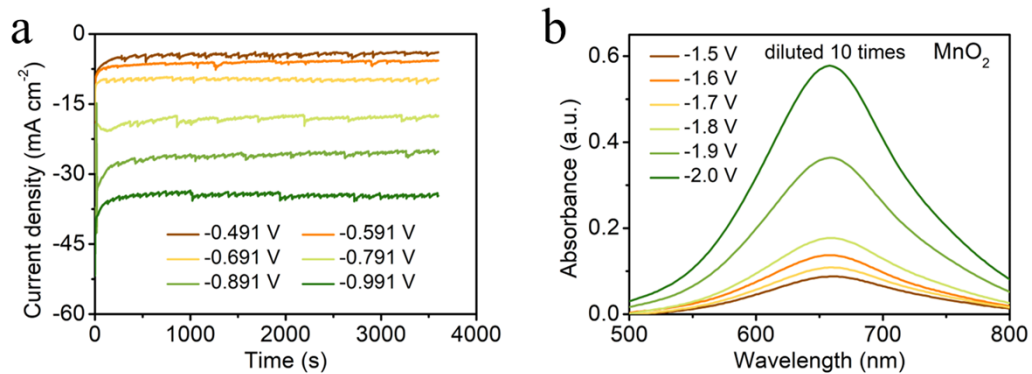 a
0
-15
-30
-45
-60
Current density (mA cm⁻²)
-0.491 V
-0.591 V
-0.691 V
-0.791 V
-0.891 V
-0.991 V
0
1000
2000
3000
4000
Time (s)
b
0.6
0.4
0.2
0.0
Absorbance (a.u.)
-1.5 V
-1.6 V
-1.7 V
-1.8 V
-1.9 V
-2.0 V
diluted 10 times
MnO₂
500
600
700
800
Wavelength (nm)